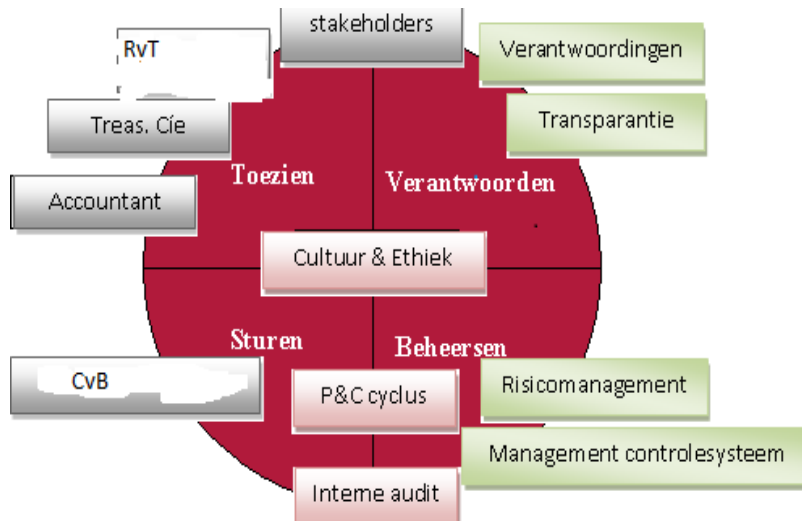 stakeholders
RvT
Verantwoordingen
Treas. Cíe
Transparantie
Toezien
Verantwoorden
Accountant
Cultuur & Ethiek
Sturen
Beheersen
CvB
P&C cyclus
Risicomanagement
Management controlesysteem
Interne audit